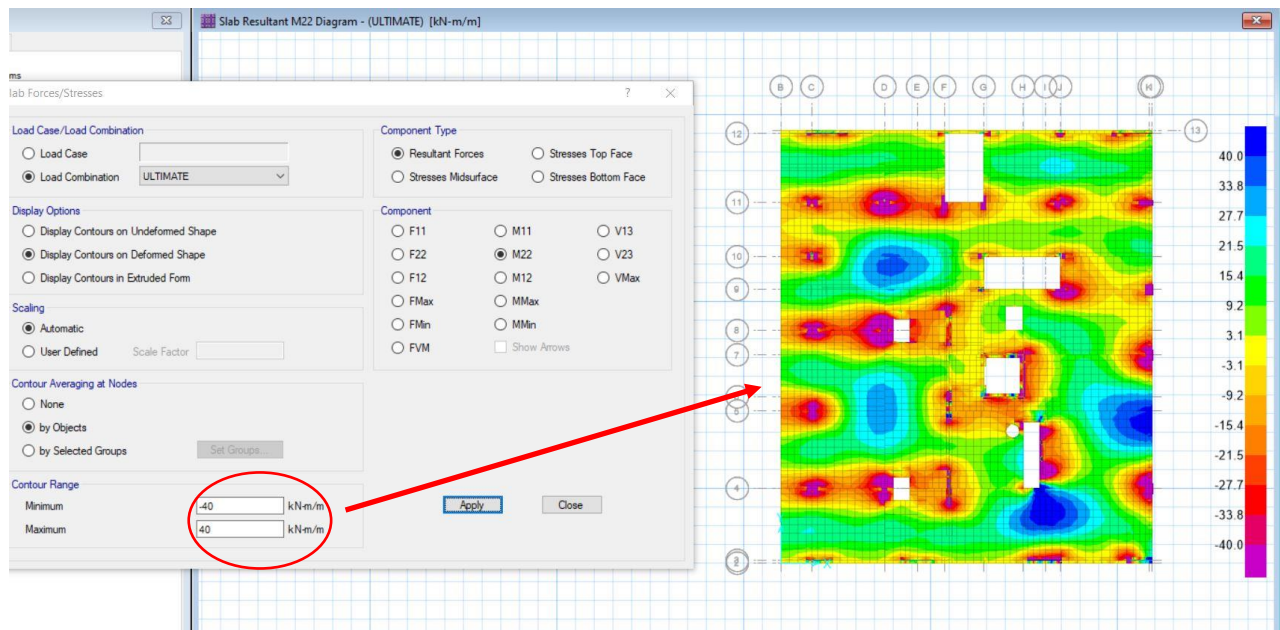 Slab Resultant M22 Diagram - (ULTIMATE) [kN-m/m]
ms
lab Forces/Stresses
?
Load Case/Load Combination
Load Case
Load Combination
ULTIMATE
Display Options
Display Contours on Undeformed Shape
Display Contours on Deformed Shape
Display Contours in Extruded Form
Scaling
Automatic
User Defined Scale Factor
Contour Averaging at Nodes
None
by Objects
by Selected Groups
Set Groups...
Contour Range
Minimum -40 kN-m/m
Maximum 40 kN-m/m
Component Type
Resultant Forces Stresses Top Face
Stresses Midsurface Stresses Bottom Face
Component
F11 M11 V13
F22 M22 V23
F12 M12 VMax
FMax MMax
FMin MMin
FVM Show Arrows
Apply Close
B C D E F G H I J
12
13
11
10
9
8
7
5
4
X
40.0
33.8
27.7
21.5
15.4
9.2
3.1
-3.1
-9.2
-15.4
-21.5
-27.7
-33.8
-40.0